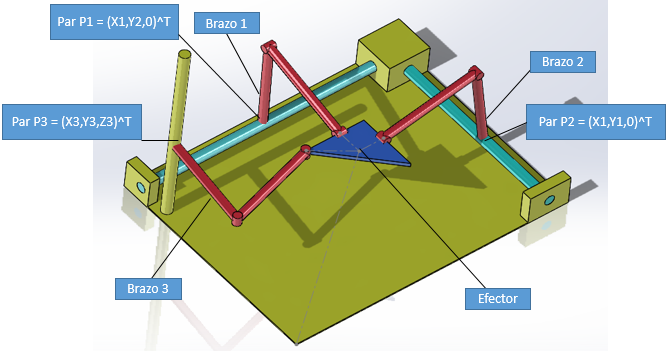 Par P1 = (X1,Y2,0)^T
Brazo 1
Brazo 2
Par P3 = (X3,Y3,Z3)^T
Par P2 = (X1,Y1,0)^T
Brazo 3
Efector